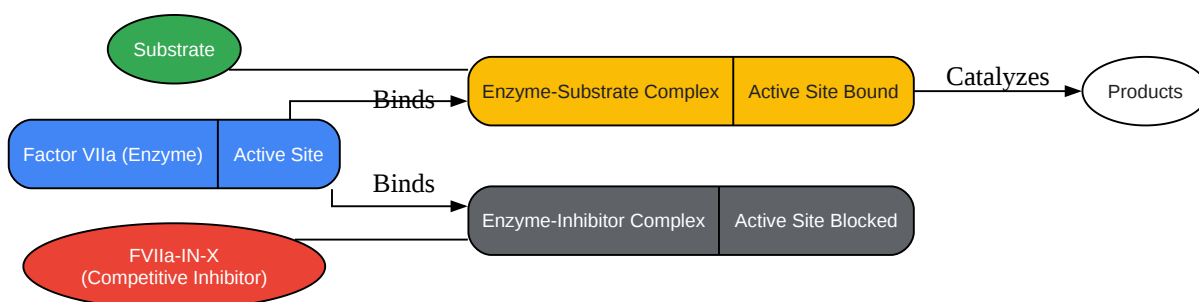 Substrate
Binds
Enzyme-Substrate Complex
Active Site Bound
Catalyzes
Products
Factor VIIa (Enzyme)
Active Site
Binds
Enzyme-Inhibitor Complex
Active Site Blocked
FVIIa-IN-X
(Competitive Inhibitor)